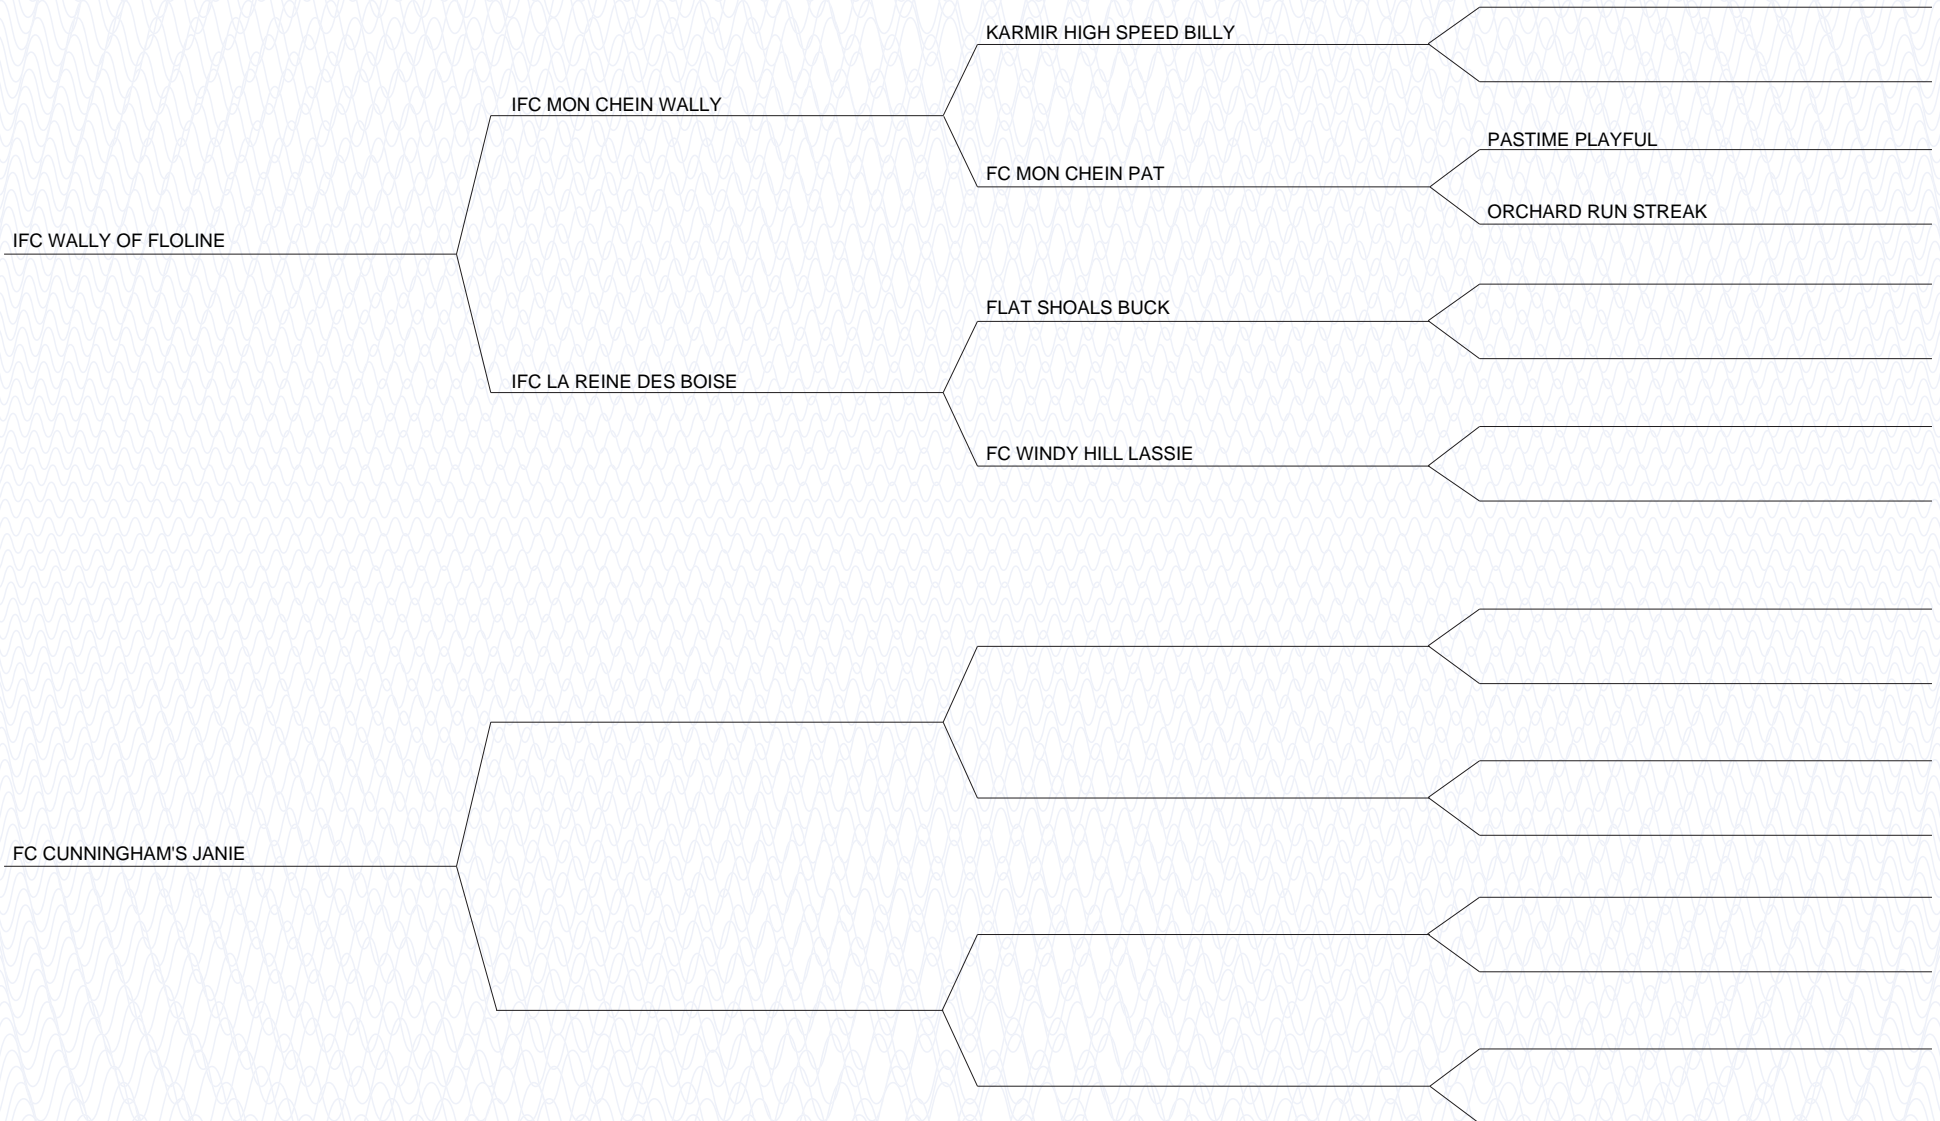 KARMIR HIGH SPEED BILLY
IFC MON CHEIN WALLY
PASTIME PLAYFUL
FC MON CHEIN PAT
ORCHARD RUN STREAK
IFC WALLY OF FLOLINE
FLAT SHOALS BUCK
IFC LA REINE DES BOISE
FC WINDY HILL LASSIE
FC CUNNINGHAM'S JANIE